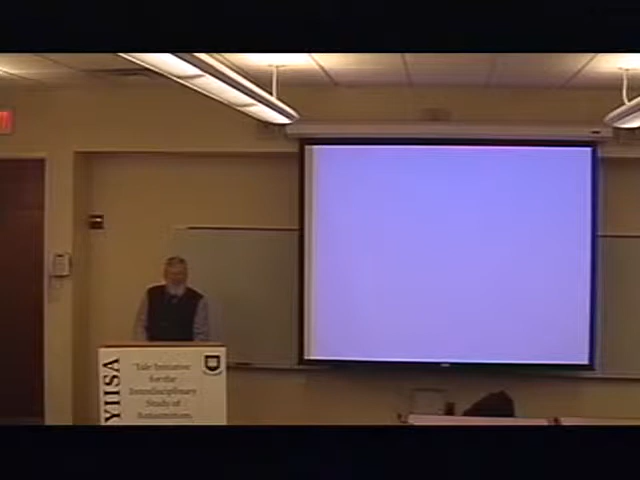 YIISA
Yale Initiative
for the
Interdisciplinary
Study of
Antisemitism